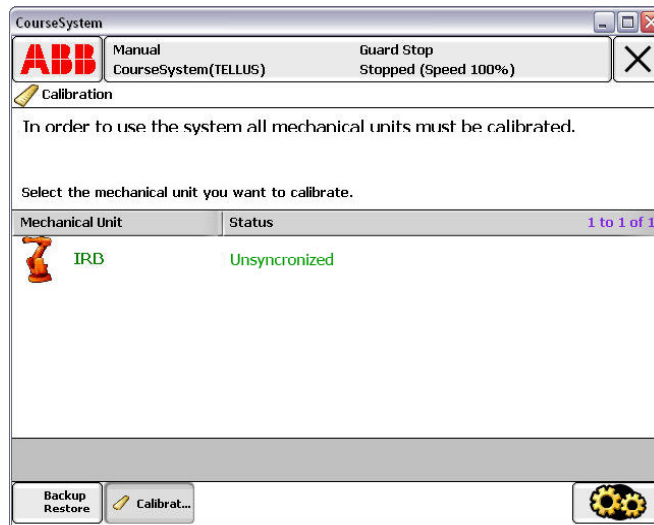 CourseSystem
ABB
Manual
CourseSystem(TELLUS)
Guard Stop
Stopped (Speed 100%)
Calibration
In order to use the system all mechanical units must be calibrated.
Select the mechanical unit you want to calibrate.
Mechanical Unit Status 1 to 1 of 1
IRB Unsyncronized
Backup
Restore
Calibrat...